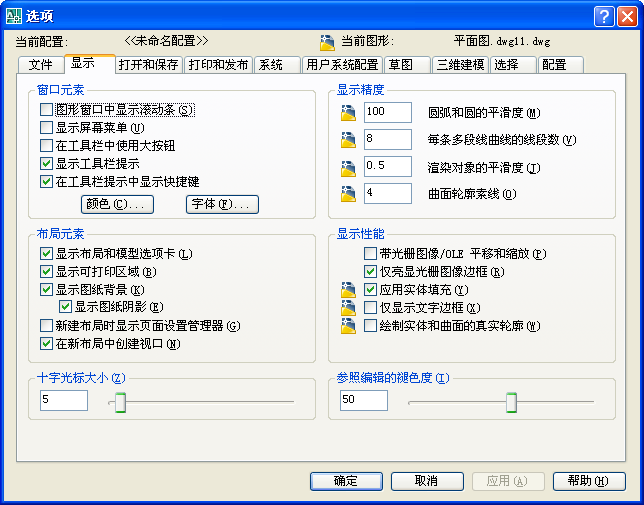 选项
当前配置: <<未命名配置>> 当前图形: 平面图.dwg11.dwg
文件 显示 打开和保存 打印和发布 系统 用户系统配置 草图 三维建模 选择 配置
窗口元素
图形窗口中显示滚动条(S)
显示屏幕菜单(U)
在工具栏中使用大按钮
显示工具栏提示
在工具栏提示中显示快捷键
颜色(C)... 字体(F)...
显示精度
100 圆弧和圆的平滑度(M)
8 每条多段线曲线的线段数(V)
0.5 渲染对象的平滑度(J)
4 曲面轮廓素线(O)
布局元素
显示布局和模型选项卡(L)
显示可打印区域(B)
显示图纸背景(K)
显示图纸阴影(E)
新建布局时显示页面设置管理器(G)
在新布局中创建视口(N)
显示性能
带光栅图像/OLE 平移和缩放(P)
仅亮显光栅图像边框(R)
应用实体填充(Y)
仅显示文字边框(X)
绘制实体和曲面的真实轮廓(W)
十字光标大小(Z)
5
参照编辑的褪色度(I)
50
确定 取消 应用(A) 帮助(H)